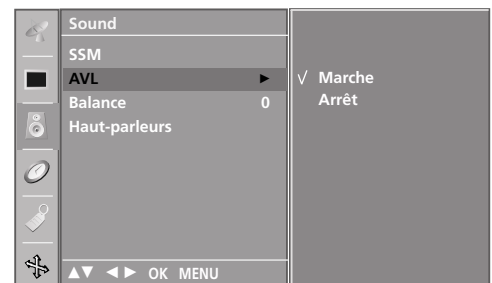 Sound
SSM
AVL ►
Balance 0
Haut-parleurs
▲▼ ◄► OK MENU
√ Marche
Arrêt